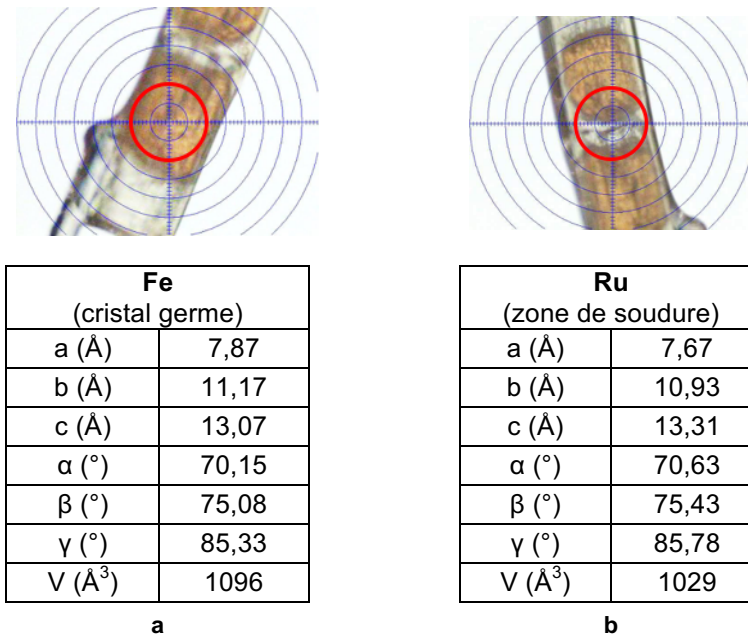 Fe
(cristal germe)
a (Å) 7,87
b (Å) 11,17
c (Å) 13,07
α (°) 70,15
β (°) 75,08
γ (°) 85,33
V (Å³) 1096
a
Ru
(zone de soudure)
a (Å) 7,67
b (Å) 10,93
c (Å) 13,31
α (°) 70,63
β (°) 75,43
γ (°) 85,78
V (Å³) 1029
b